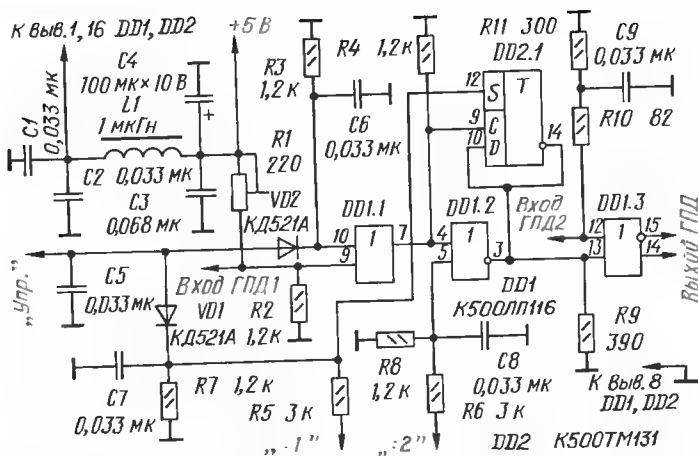 К Выв.1,16 DD1, DD2
+5 В
C4
100 мк×10 В
L1
1 мкГн
C1
0,033 мк
C2 0,033 мк
C3
0,068 мк
R1
220
VD2
КД521А
R3
1,2 к
R4 1,2 к
C6
0,033 мк
R11 300
DD2.1
12 S T
9 C
10 D
14
C9
0,033 мк
R10 82
DD1.1
10 1 7
9
DD1.2
4 1
5 3
Вход
ГПД2
DD1.3
12 1 15
13 14
Выход ГПД
„Упр."
C5
0,033 мк
Вход ГПД1
VD1
КД521А
R2
1,2 к
DD1
К500ЛП116
R9
390
C7
0,033 мк
R7 1,2 к
R5 3 к
R8
1,2 к
C8
0,033 мк
R6 3 к
К Выв.8
DD1, DD2
„:1"
„:2"
DD2 К500ТМ131